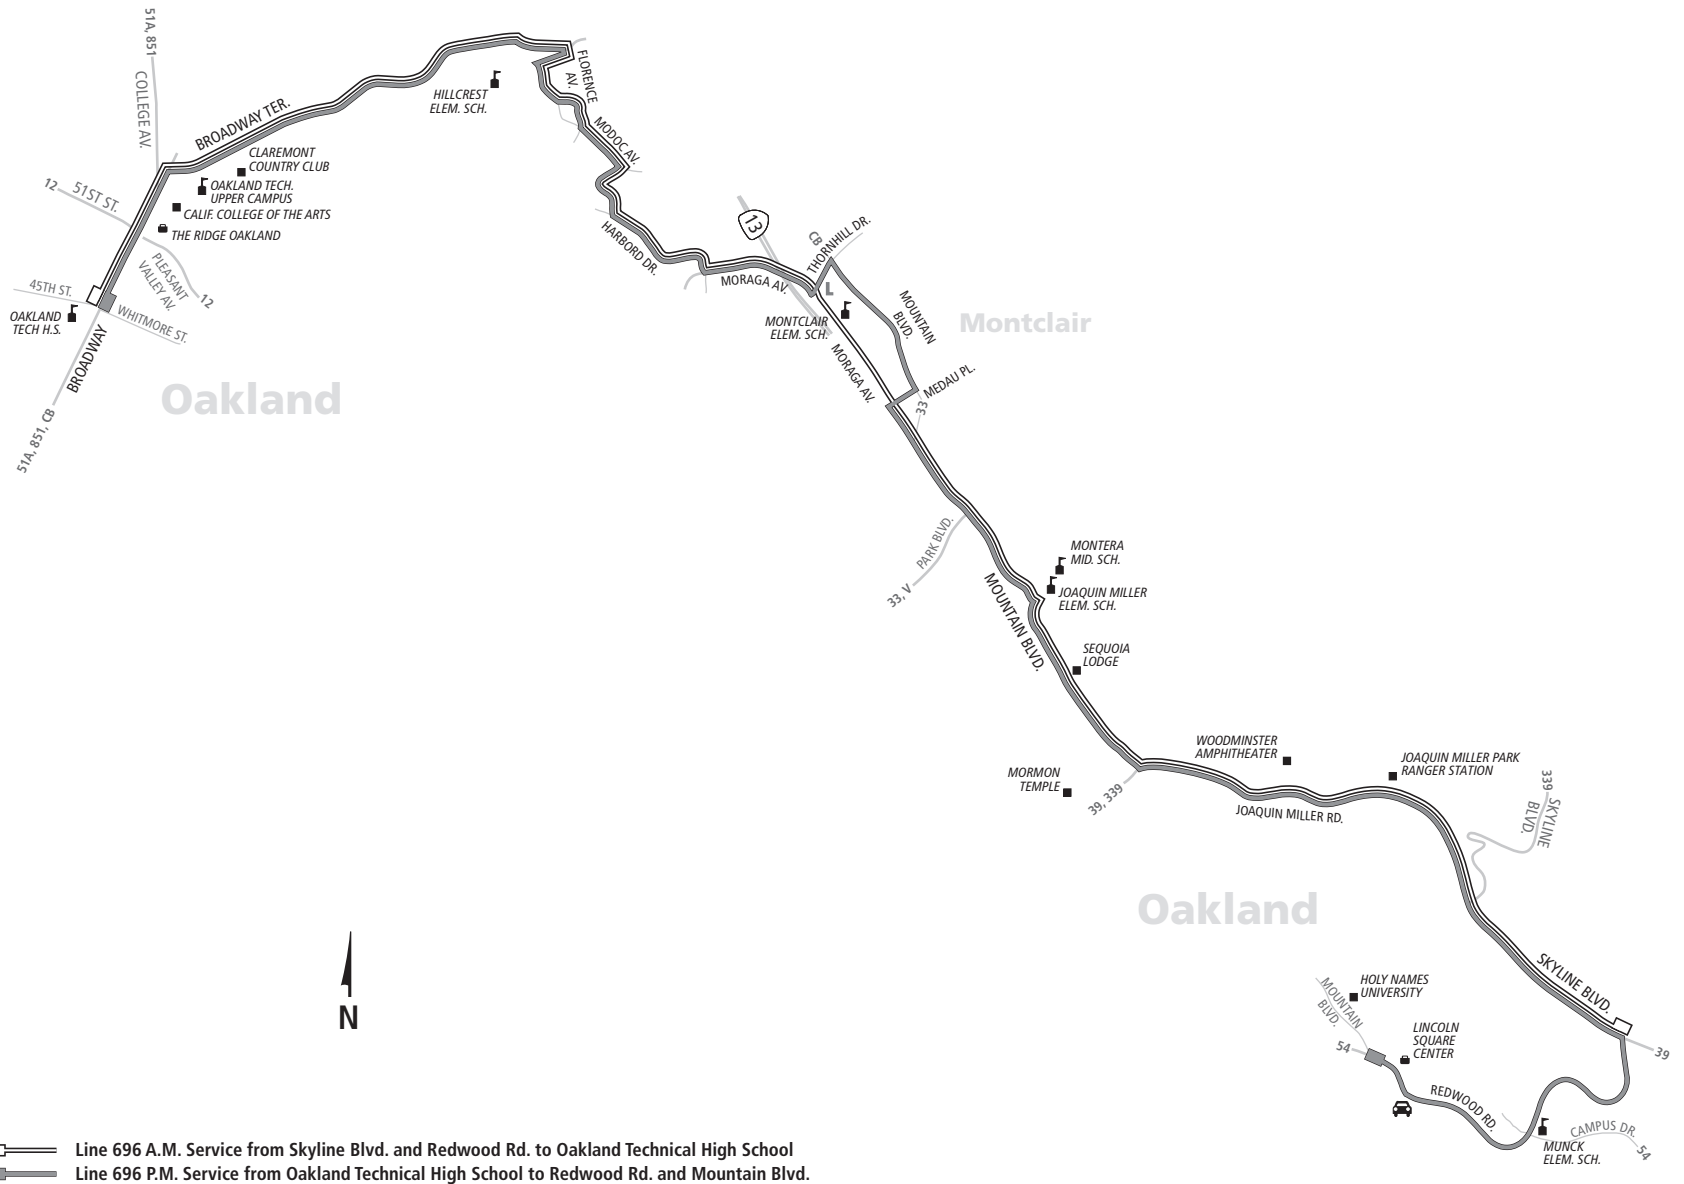 51A, 851
COLLEGE AV.
BROADWAY TER.
HILLCREST
ELEM. SCH.
FLORENCE
AV.
MODOC AV.
CLAREMONT
COUNTRY CLUB
OAKLAND TECH.
UPPER CAMPUS
CALIF. COLLEGE OF THE ARTS
THE RIDGE OAKLAND
12
51ST ST.
PLEASANT
VALLEY AV.
12
45TH ST.
OAKLAND
TECH H.S.
WHITMORE ST.
BROADWAY
51A, 851, CB
Oakland
HARBORD DR.
13
CB
THORNHILL DR.
MORAGA AV.
L
MONTCLAIR
ELEM. SCH.
MOUNTAIN
BLVD.
Montclair
MORAGA AV.
MEDAU PL.
33
PARK BLVD.
33, V
MONTERA
MID. SCH.
JOAQUIN MILLER
ELEM. SCH.
MOUNTAIN BLVD.
SEQUOIA
LODGE
MORMON
TEMPLE
39, 339
WOODMINSTER
AMPHITHEATER
JOAQUIN MILLER PARK
RANGER STATION
JOAQUIN MILLER RD.
339
SKYLINE
BLVD.
Oakland
SKYLINE BLVD.
39
HOLY NAMES
UNIVERSITY
MOUNTAIN
BLVD.
LINCOLN
SQUARE
CENTER
54
REDWOOD RD.
CAMPUS DR.
54
MUNCK
ELEM. SCH.
N
Line 696 A.M. Service from Skyline Blvd. and Redwood Rd. to Oakland Technical High School
Line 696 P.M. Service from Oakland Technical High School to Redwood Rd. and Mountain Blvd.